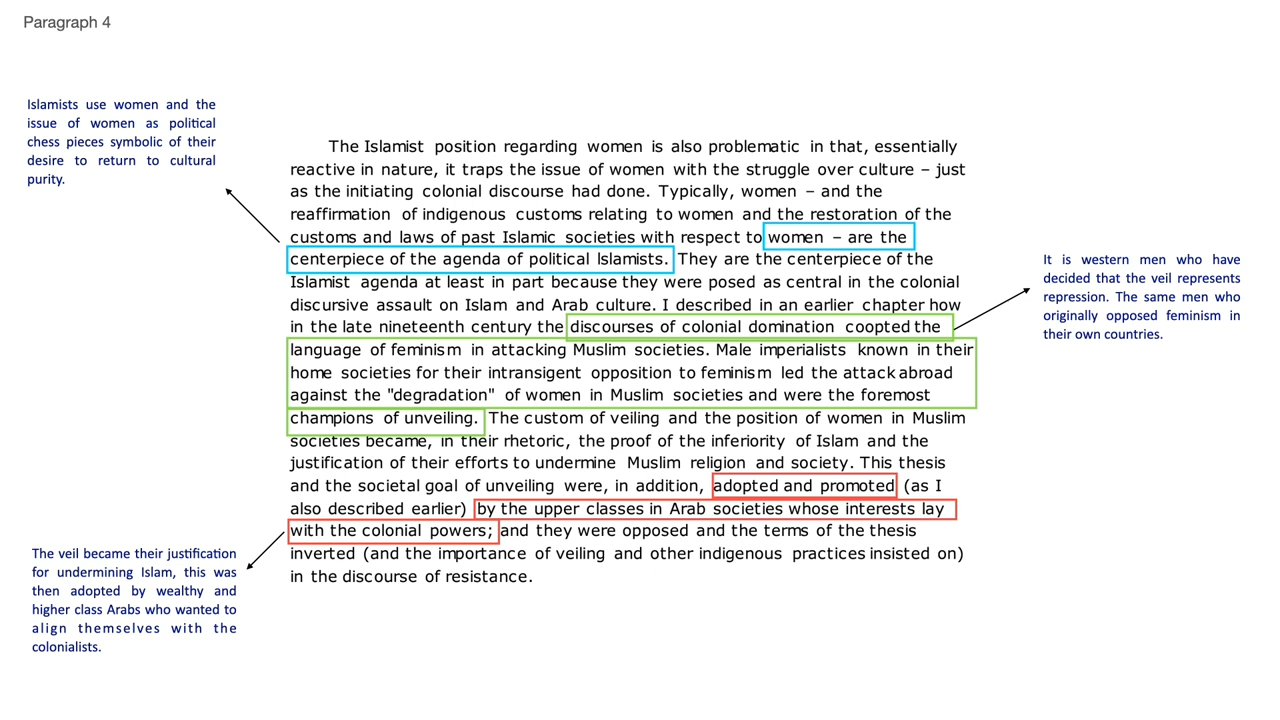 Paragraph 4
Islamists use women and the
issue of women as political
chess pieces symbolic of their
desire to return to cultural
purity.
The Islamist position regarding women is also problematic in that, essentially
reactive in nature, it traps the issue of women with the struggle over culture – just
as the initiating colonial discourse had done. Typically, women – and the
reaffirmation of indigenous customs relating to women and the restoration of the
customs and laws of past Islamic societies with respect to women – are the
centerpiece of the agenda of political Islamists. They are the centerpiece of the
Islamist agenda at least in part because they were posed as central in the colonial
discursive assault on Islam and Arab culture. I described in an earlier chapter how
in the late nineteenth century the discourses of colonial domination coopted the
language of feminism in attacking Muslim societies. Male imperialists known in their
home societies for their intransigent opposition to feminism led the attack abroad
against the "degradation" of women in Muslim societies and were the foremost
champions of unveiling. The custom of veiling and the position of women in Muslim
societies became, in their rhetoric, the proof of the inferiority of Islam and the
justification of their efforts to undermine Muslim religion and society. This thesis
and the societal goal of unveiling were, in addition, adopted and promoted (as I
also described earlier) by the upper classes in Arab societies whose interests lay
with the colonial powers; and they were opposed and the terms of the thesis
inverted (and the importance of veiling and other indigenous practices insisted on)
in the discourse of resistance.
It is western men who have
decided that the veil represents
repression. The same men who
originally opposed feminism in
their own countries.
The veil became their justification
for undermining Islam, this was
then adopted by wealthy and
higher class Arabs who wanted to
align themselves with the
colonialists.